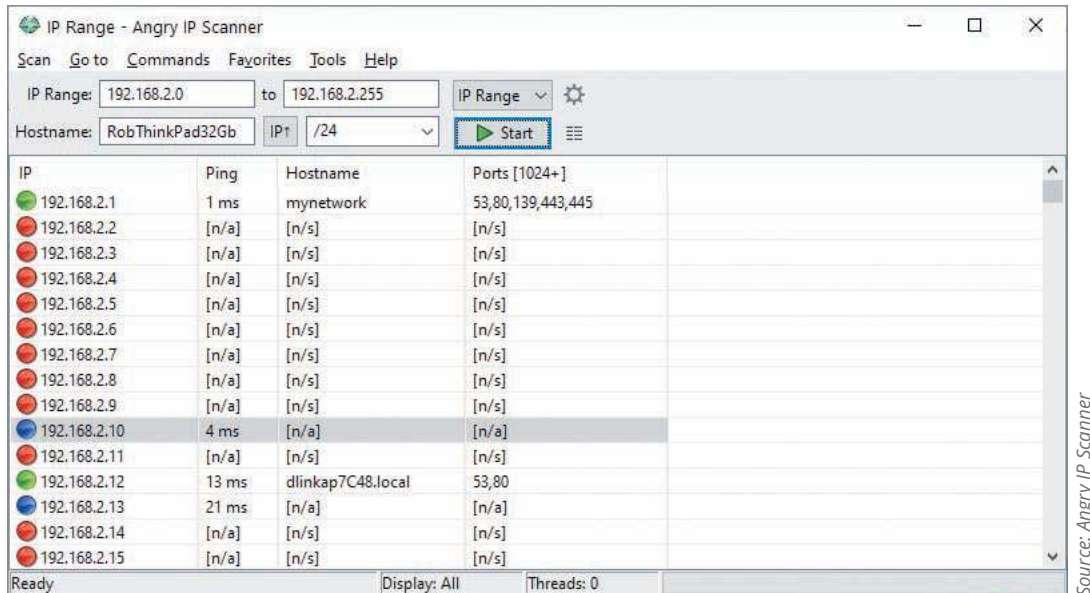 IP Range - Angry IP Scanner
Scan Go to Commands Favorites Tools Help
IP Range: 192.168.2.0 to 192.168.2.255 IP Range
Hostname: RobThinkPad32Gb IP↑ /24 Start
IP Ping Hostname Ports [1024+]
192.168.2.1 1 ms mynetwork 53,80,139,443,445
192.168.2.2 [n/a] [n/s] [n/s]
192.168.2.3 [n/a] [n/s] [n/s]
192.168.2.4 [n/a] [n/s] [n/s]
192.168.2.5 [n/a] [n/s] [n/s]
192.168.2.6 [n/a] [n/s] [n/s]
192.168.2.7 [n/a] [n/s] [n/s]
192.168.2.8 [n/a] [n/s] [n/s]
192.168.2.9 [n/a] [n/s] [n/s]
192.168.2.10 4 ms [n/a] [n/a]
192.168.2.11 [n/a] [n/s] [n/s]
192.168.2.12 13 ms dlinkap7C48.local 53,80
192.168.2.13 21 ms [n/a] [n/a]
192.168.2.14 [n/a] [n/s] [n/s]
192.168.2.15 [n/a] [n/s] [n/s]
Ready Display: All Threads: 0
Source: Angry IP Scanner